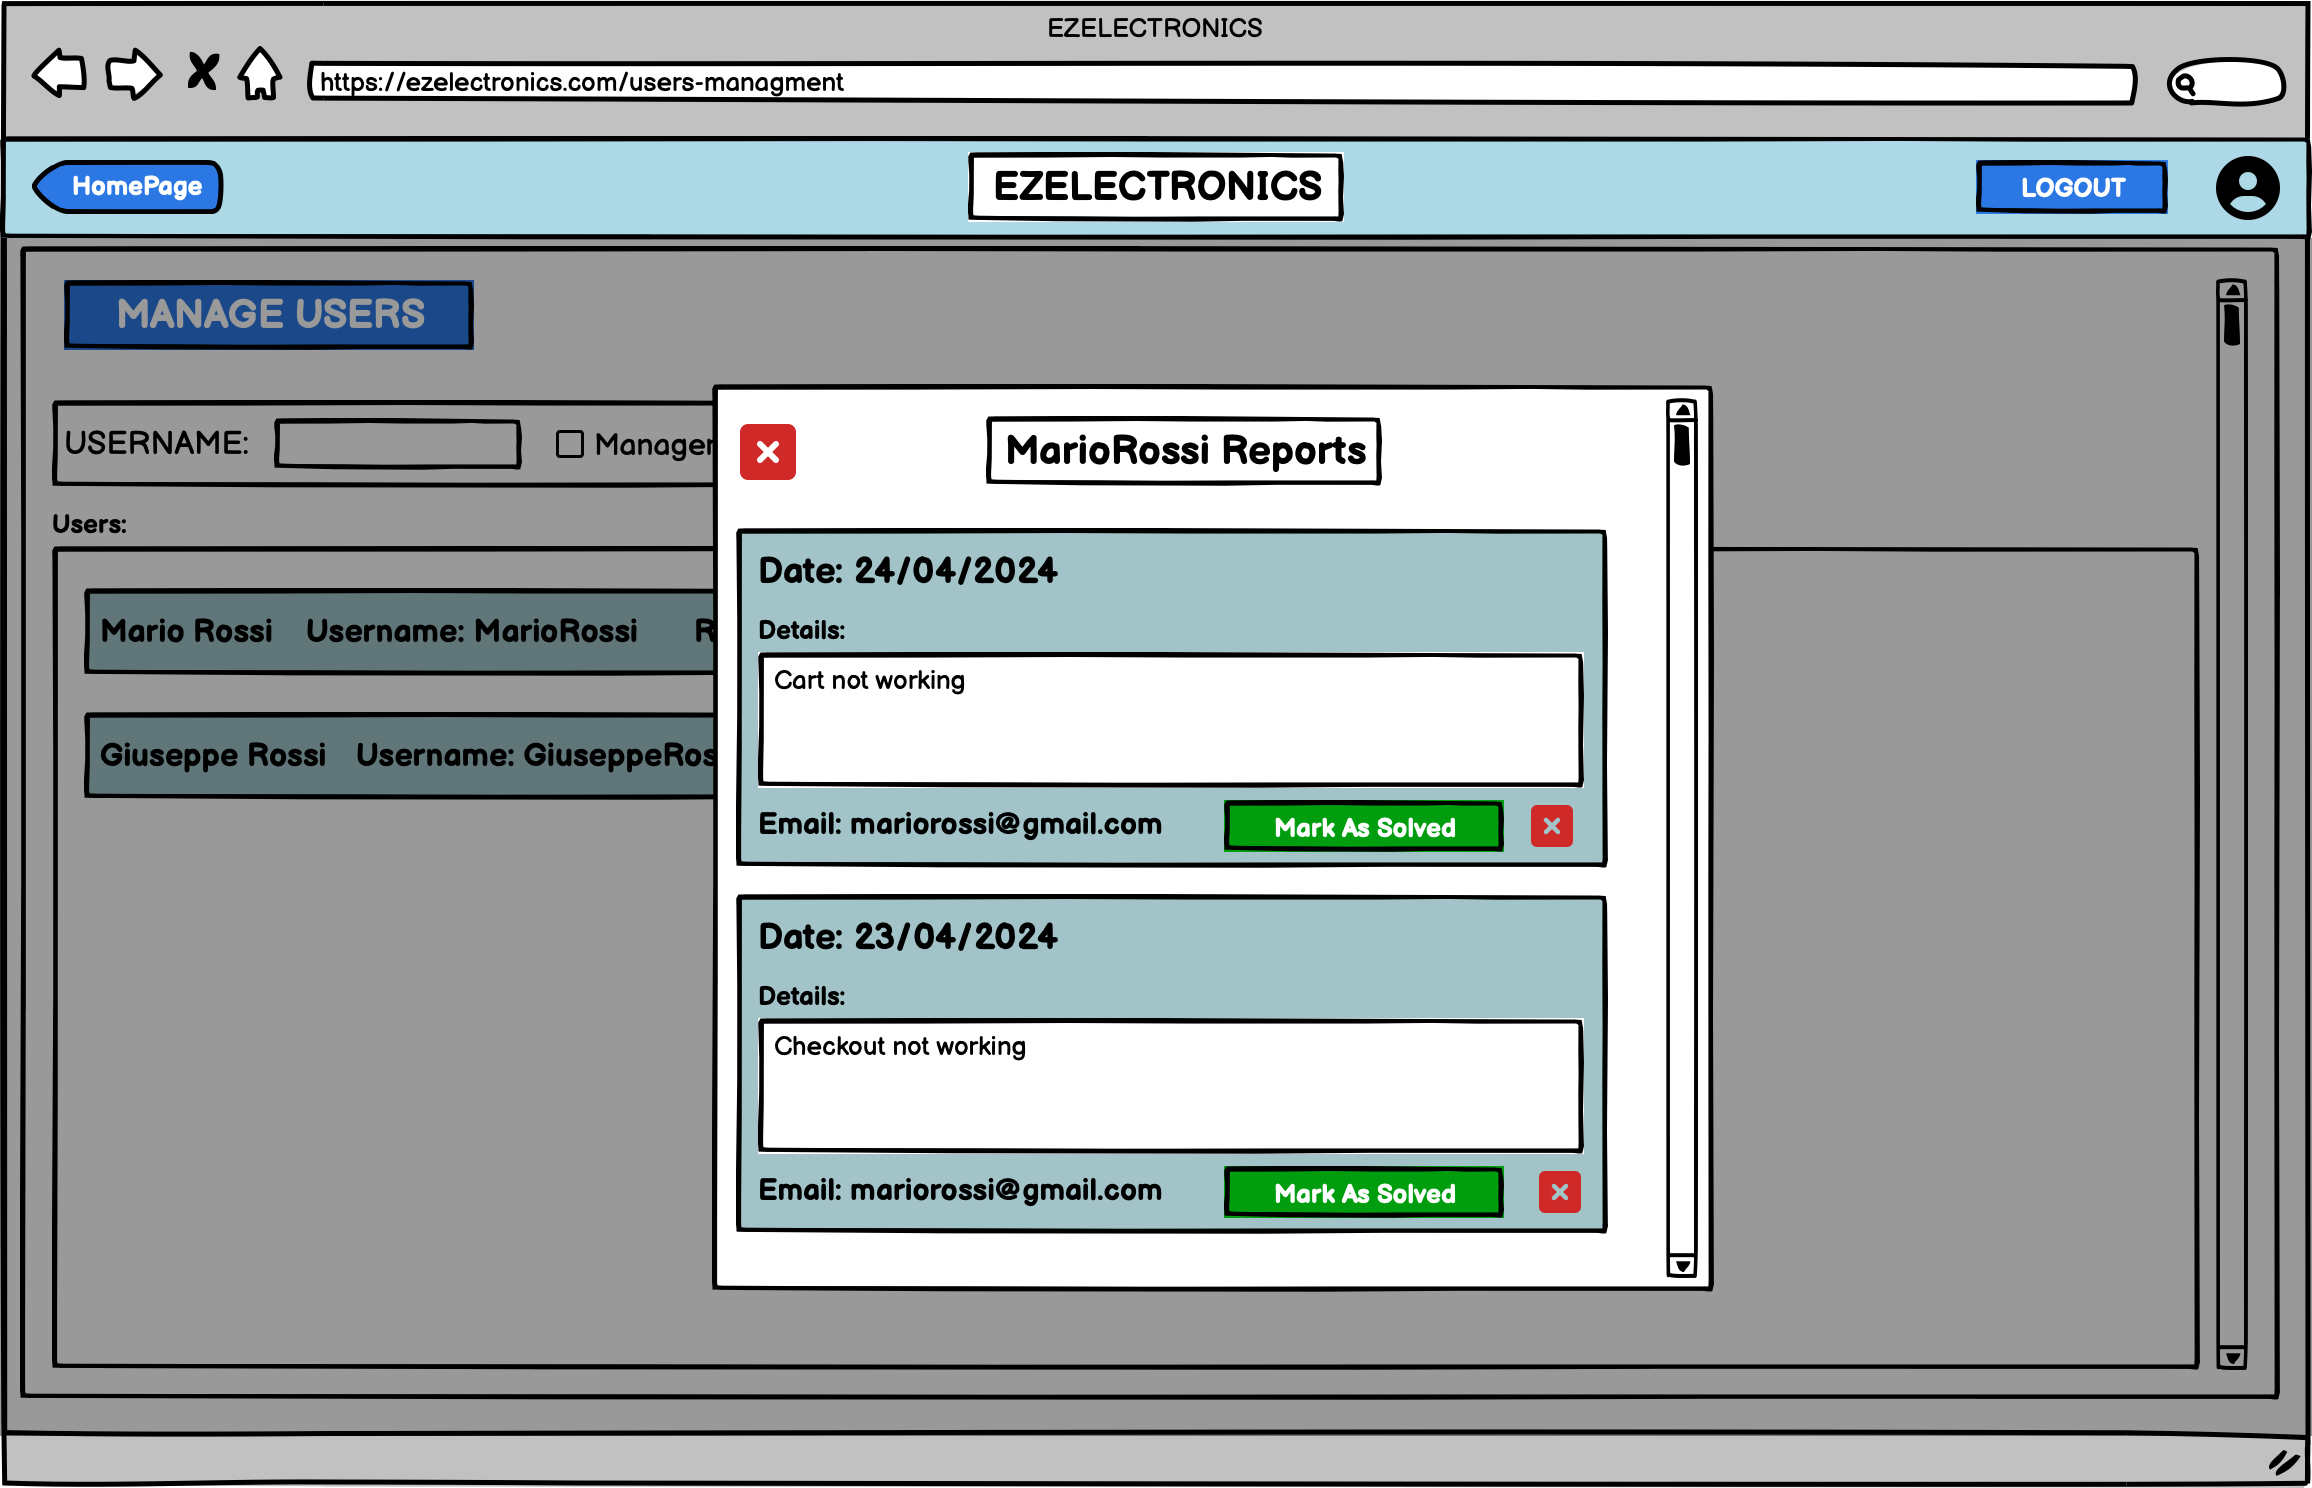 EZELECTRONICS
https://ezelectronics.com/users-managment
HomePage
EZELECTRONICS
LOGOUT
MANAGE USERS
USERNAME:
Manager
Users:
Mario Rossi Username: MarioRossi
Giuseppe Rossi Username: GiuseppeRos
MarioRossi Reports
Date: 24/04/2024
Details:
Cart not working
Email: mariorossi@gmail.com
Mark As Solved
Date: 23/04/2024
Details:
Checkout not working
Email: mariorossi@gmail.com
Mark As Solved